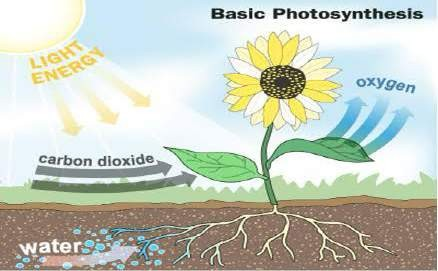 Basic Photosynthesis
LIGHT
ENERGY
oxygen
carbon dioxide
water